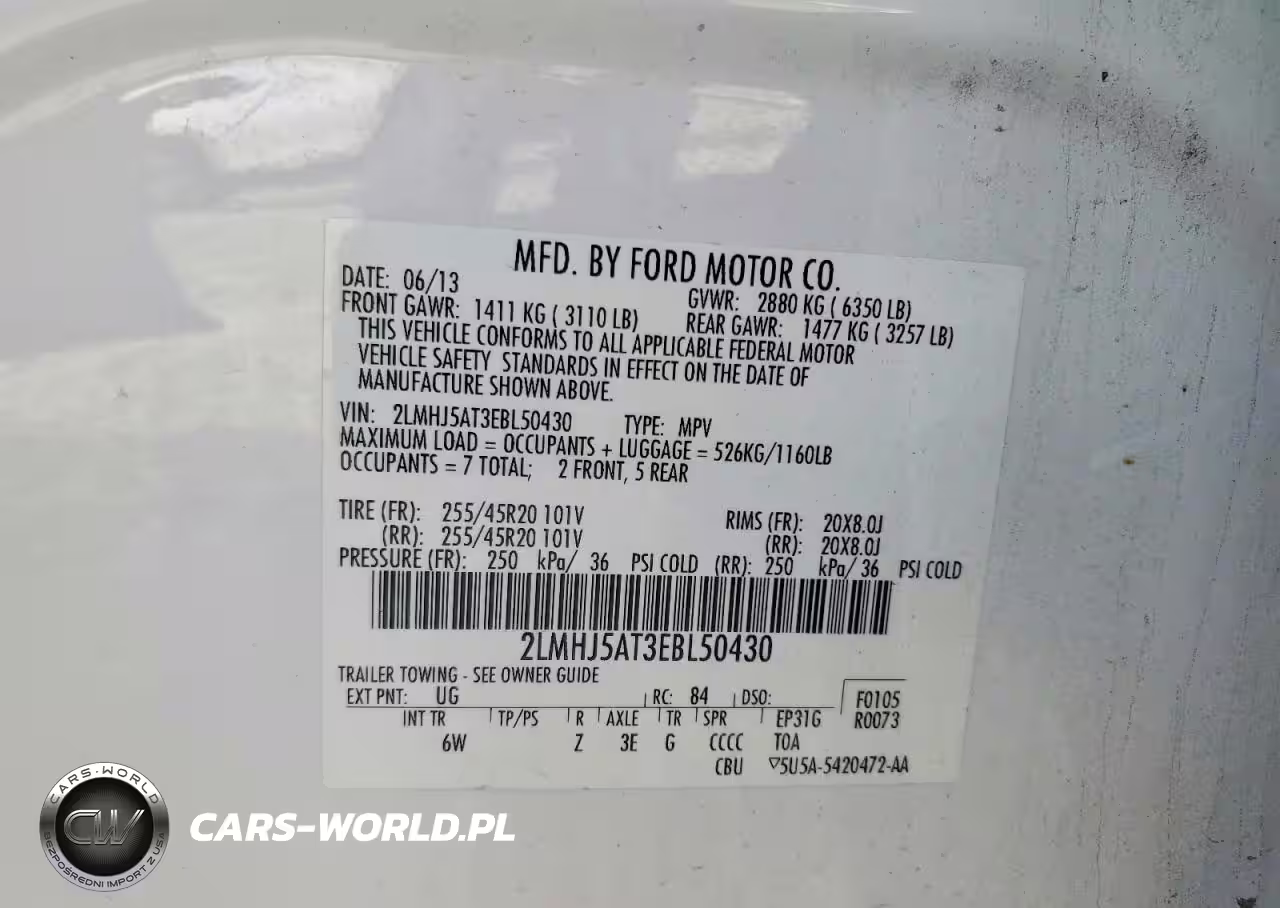 MFD. BY FORD MOTOR CO.
DATE: 06/13 GVWR: 2880 KG ( 6350 LB)
FRONT GAWR: 1411 KG ( 3110 LB) REAR GAWR: 1477 KG ( 3257 LB)
THIS VEHICLE CONFORMS TO ALL APPLICABLE FEDERAL MOTOR
VEHICLE SAFETY STANDARDS IN EFFECT ON THE DATE OF
MANUFACTURE SHOWN ABOVE.
VIN: 2LMHJ5AT3EBL50430 TYPE: MPV
MAXIMUM LOAD = OCCUPANTS + LUGGAGE = 526KG/1160LB
OCCUPANTS = 7 TOTAL; 2 FRONT, 5 REAR
TIRE (FR): 255/45R20 101V RIMS (FR): 20X8.0J
(RR): 255/45R20 101V (RR): 20X8.0J
PRESSURE (FR): 250 kPa/ 36 PSI COLD (RR): 250 kPa/ 36 PSI COLD
2LMHJ5AT3EBL50430
TRAILER TOWING - SEE OWNER GUIDE
EXT PNT: UG RC: 84 DSO: F0105
INT TR TP/PS R AXLE TR SPR EP31G R0073
6W Z 3E G CCCC TOA
CBU ▽5U5A-5420472-AA
CARS-WORLD
CW
BEZPOŚREDNI IMPORT Z USA
CARS-WORLD.PL